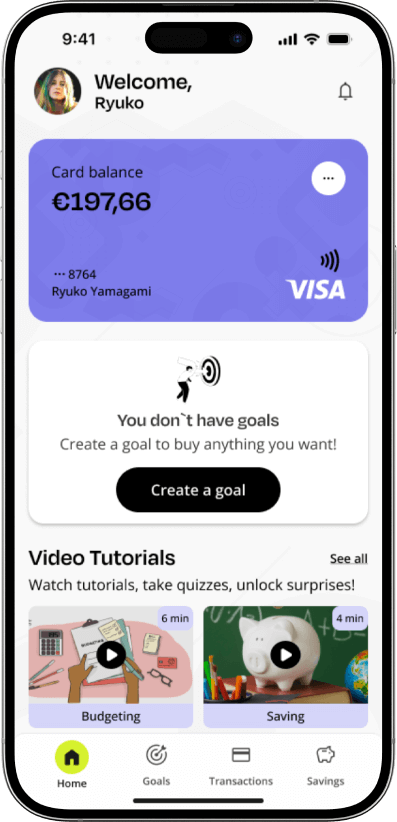 9:41
Welcome,
Ryuko
Card balance
€197,66
··· 8764
Ryuko Yamagami
VISA
You don`t have goals
Create a goal to buy anything you want!
Create a goal
Video Tutorials
See all
Watch tutorials, take quizzes, unlock surprises!
6 min
4 min
BUDGETING
A+B=
Budgeting
Saving
Home
Goals
Transactions
Savings